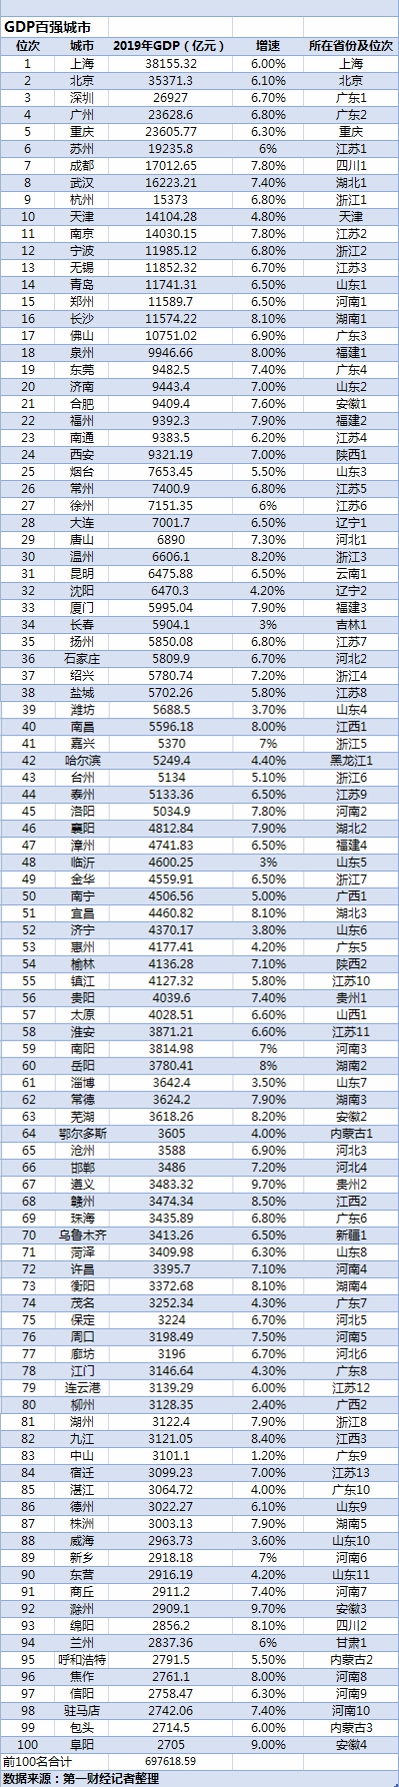 GDP百强城市
位次 城市 2019年GDP（亿元） 增速 所在省份及位次
1 上海 38155.32 6.00% 上海
2 北京 35371.3 6.10% 北京
3 深圳 26927 6.70% 广东1
4 广州 23628.6 6.80% 广东2
5 重庆 23605.77 6.30% 重庆
6 苏州 19235.8 6% 江苏1
7 成都 17012.65 7.80% 四川1
8 武汉 16223.21 7.40% 湖北1
9 杭州 15373 6.80% 浙江1
10 天津 14104.28 4.80% 天津
11 南京 14030.15 7.80% 江苏2
12 宁波 11985.12 6.80% 浙江2
13 无锡 11852.32 6.70% 江苏3
14 青岛 11741.31 6.50% 山东1
15 郑州 11589.7 6.50% 河南1
16 长沙 11574.22 8.10% 湖南1
17 佛山 10751.02 6.90% 广东3
18 泉州 9946.66 8.00% 福建1
19 东莞 9482.5 7.40% 广东4
20 济南 9443.4 7.00% 山东2
21 合肥 9409.4 7.60% 安徽1
22 福州 9392.3 7.90% 福建2
23 南通 9383.5 6.20% 江苏4
24 西安 9321.19 7.00% 陕西1
25 烟台 7653.45 5.50% 山东3
26 常州 7400.9 6.80% 江苏5
27 徐州 7151.35 6% 江苏6
28 大连 7001.7 6.50% 辽宁1
29 唐山 6890 7.30% 河北1
30 温州 6606.1 8.20% 浙江3
31 昆明 6475.88 6.50% 云南1
32 沈阳 6470.3 4.20% 辽宁2
33 厦门 5995.04 7.90% 福建3
34 长春 5904.1 3% 吉林1
35 扬州 5850.08 6.80% 江苏7
36 石家庄 5809.9 6.70% 河北2
37 绍兴 5780.74 7.20% 浙江4
38 盐城 5702.26 5.80% 江苏8
39 潍坊 5688.5 3.70% 山东4
40 南昌 5596.18 8.00% 江西1
41 嘉兴 5370 7% 浙江5
42 哈尔滨 5249.4 4.40% 黑龙江1
43 台州 5134 5.10% 浙江6
44 泰州 5133.36 6.50% 江苏9
45 洛阳 5034.9 7.80% 河南2
46 襄阳 4812.84 7.90% 湖北2
47 漳州 4741.83 6.50% 福建4
48 临沂 4600.25 3% 山东5
49 金华 4559.91 6.50% 浙江7
50 南宁 4506.56 5.00% 广西1
51 宜昌 4460.82 8.10% 湖北3
52 济宁 4370.17 3.80% 山东6
53 惠州 4177.41 4.20% 广东5
54 榆林 4136.28 7.10% 陕西2
55 镇江 4127.32 5.80% 江苏10
56 贵阳 4039.6 7.40% 贵州1
57 太原 4028.51 6.60% 山西1
58 淮安 3871.21 6.60% 江苏11
59 南阳 3814.98 7% 河南3
60 岳阳 3780.41 8% 湖南2
61 淄博 3642.4 3.50% 山东7
62 常德 3624.2 7.90% 湖南3
63 芜湖 3618.26 8.20% 安徽2
64 鄂尔多斯 3605 4.00% 内蒙古1
65 沧州 3588 6.90% 河北3
66 邯郸 3486 7.20% 河北4
67 遵义 3483.32 9.70% 贵州2
68 赣州 3474.34 8.50% 江西2
69 珠海 3435.89 6.80% 广东6
70 乌鲁木齐 3413.26 6.50% 新疆1
71 菏泽 3409.98 6.30% 山东8
72 许昌 3395.7 7.10% 河南4
73 衡阳 3372.68 8.10% 湖南4
74 茂名 3252.34 4.30% 广东7
75 保定 3224 6.70% 河北5
76 周口 3198.49 7.50% 河南5
77 廊坊 3196 6.70% 河北6
78 江门 3146.64 4.30% 广东8
79 连云港 3139.29 6.00% 江苏12
80 柳州 3128.35 2.40% 广西2
81 湖州 3122.4 7.90% 浙江8
82 九江 3121.05 8.40% 江西3
83 中山 3101.1 1.20% 广东9
84 宿迁 3099.23 7.00% 江苏13
85 湛江 3064.72 4.00% 广东10
86 德州 3022.27 6.10% 山东9
87 株洲 3003.13 7.90% 湖南5
88 威海 2963.73 3.60% 山东10
89 新乡 2918.18 7% 河南6
90 东营 2916.19 4.20% 山东11
91 商丘 2911.2 7.40% 河南7
92 滁州 2909.1 9.70% 安徽3
93 绵阳 2856.2 8.10% 四川2
94 兰州 2837.36 6% 甘肃1
95 呼和浩特 2791.5 5.50% 内蒙古2
96 焦作 2761.1 8.00% 河南8
97 信阳 2758.47 6.30% 河南9
98 驻马店 2742.06 7.40% 河南10
99 包头 2714.5 6.00% 内蒙古3
100 阜阳 2705 9.00% 安徽4
前100名合计 697618.59
数据来源：第一财经记者整理